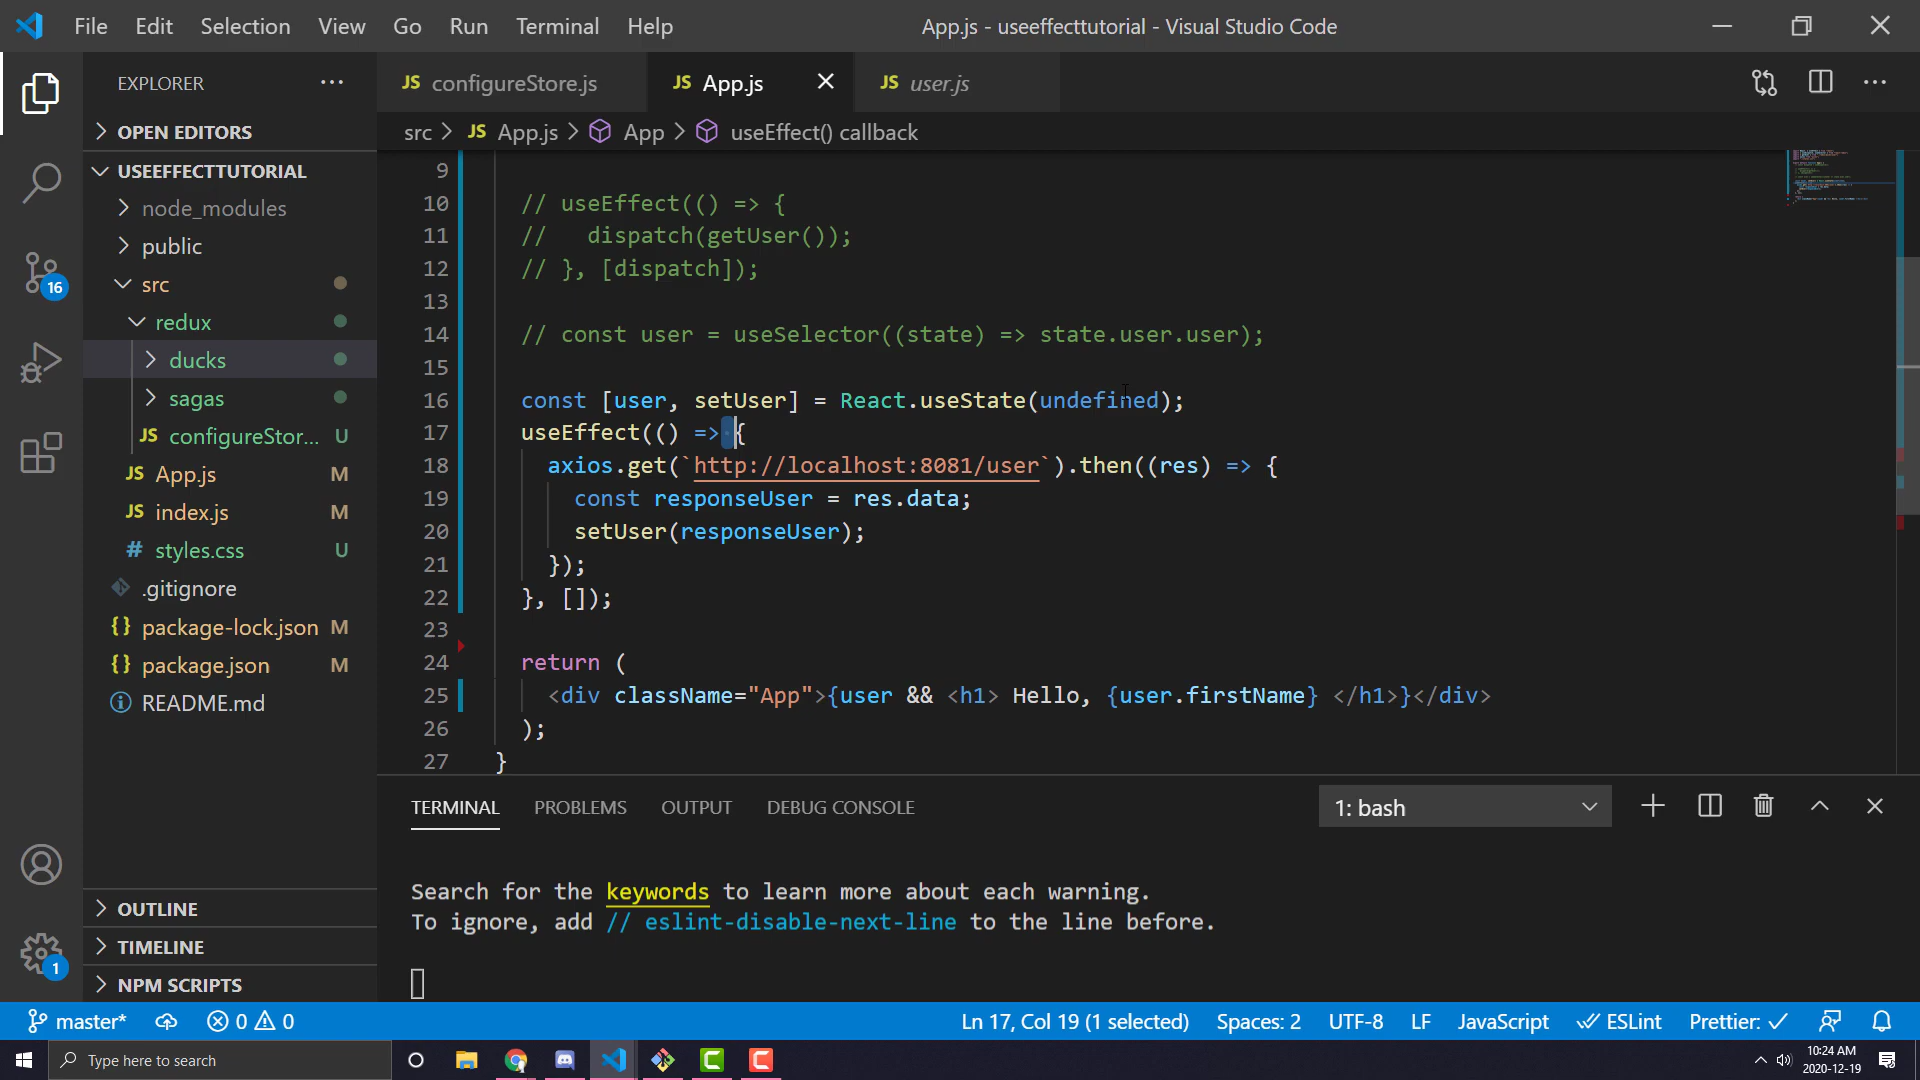 File Edit Selection View Go Run Terminal Help
App.js - useeffecttutorial - Visual Studio Code
EXPLORER
JS configureStore.js
JS App.js
JS user.js
OPEN EDITORS
src > JS App.js > App > useEffect() callback
USEEFFECTTUTORIAL
node_modules
public
src
redux
ducks
sagas
JS configureStor... U
JS App.js M
JS index.js M
# styles.css U
.gitignore
{} package-lock.json M
{} package.json M
README.md
OUTLINE
TIMELINE
NPM SCRIPTS
16
1
9
10 // useEffect(() => {
11 //   dispatch(getUser());
12 // }, [dispatch]);
13
14 // const user = useSelector((state) => state.user.user);
15
16 const [user, setUser] = React.useState(undefined);
17 useEffect(() => {
18 axios.get(`http://localhost:8081/user`).then((res) => {
19 const responseUser = res.data;
20 setUser(responseUser);
21 });
22 }, []);
23
24 return (
25 <div className="App">{user && <h1> Hello, {user.firstName} </h1>}</div>
26 );
27 }
TERMINAL PROBLEMS OUTPUT DEBUG CONSOLE
1: bash
Search for the keywords to learn more about each warning.
To ignore, add // eslint-disable-next-line to the line before.
master* 0 0
Ln 17, Col 19 (1 selected) Spaces: 2 UTF-8 LF JavaScript ESLint Prettier:
Type here to search
10:24 AM
2020-12-19